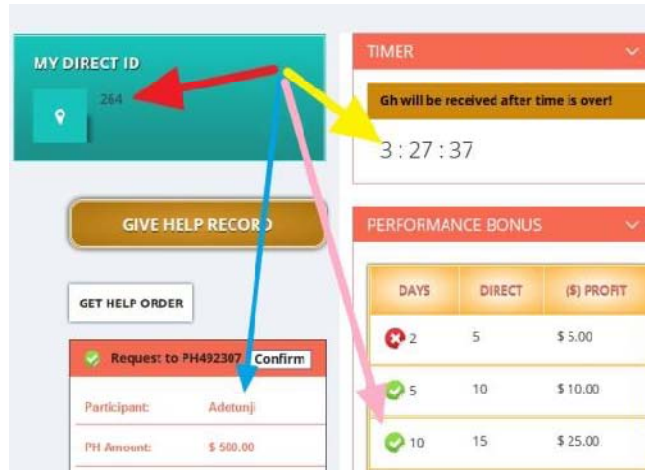 MY DIRECT ID
264
GIVE HELP RECORD
GET HELP ORDER
Request to PH492307 Confirm
Participant: Adetunji
PH Amount: $ 500.00
TIMER
Gh will be received after time is over!
3 : 27 : 37
PERFORMANCE BONUS
DAYS DIRECT ($) PROFIT
2 5 $ 5.00
5 10 $ 10.00
10 15 $ 25.00